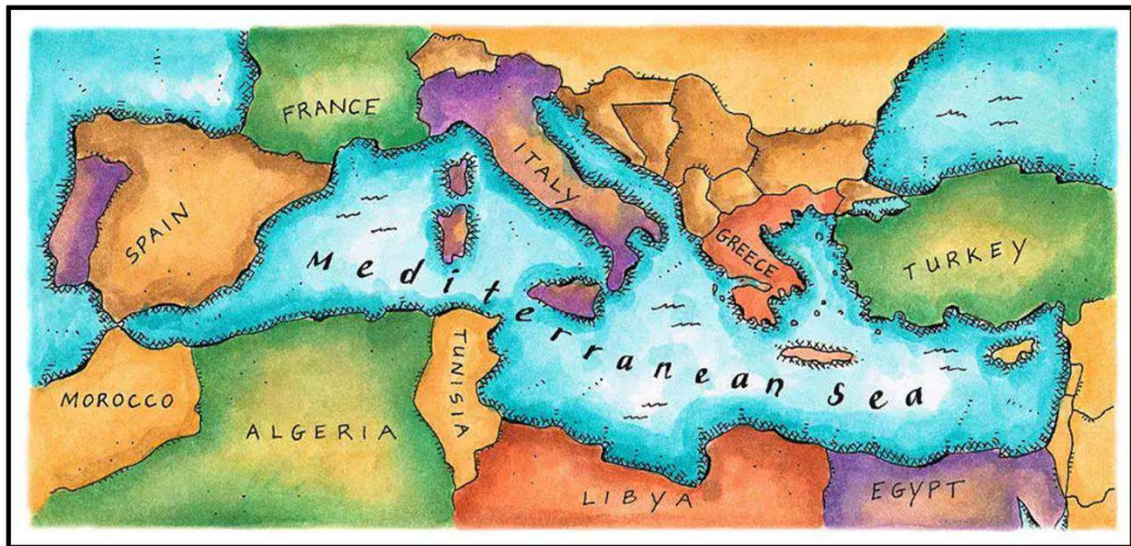 FRANCE
SPAIN
ITALY
GREECE
TURKEY
Mediterranean Sea
MOROCCO
ALGERIA
TUNISIA
LIBYA
EGYPT